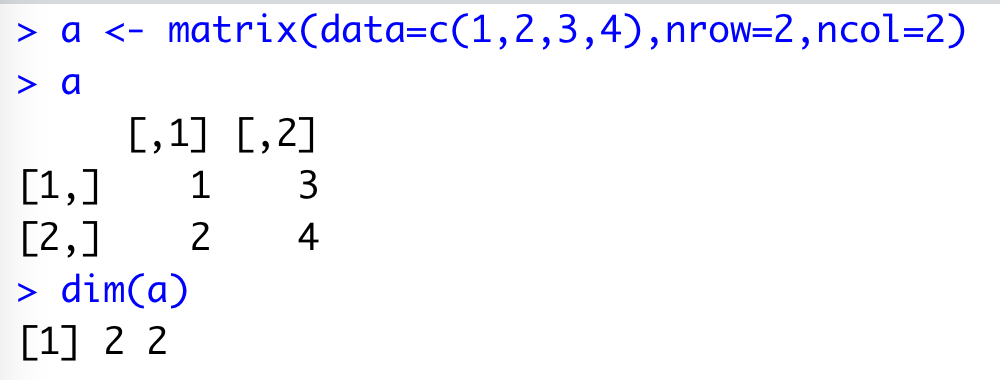 > a <- matrix(data=c(1,2,3,4),nrow=2,ncol=2)
> a
     [,1] [,2]
[1,]    1    3
[2,]    2    4
> dim(a)
[1] 2 2